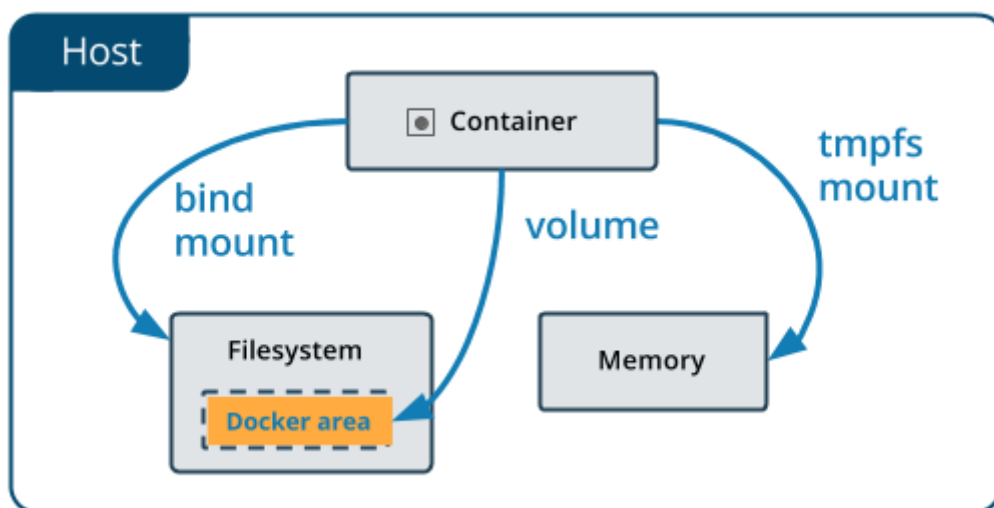 Host
Container
bind
mount
volume
tmpfs
mount
Filesystem
Docker area
Memory